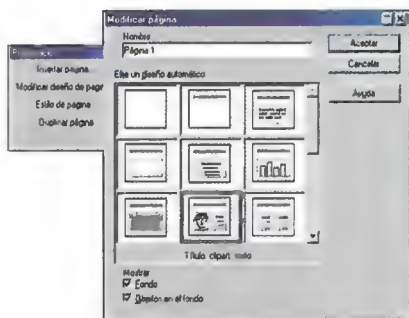 Modificar página
Nombre
Página 1
Aceptar
Cancelar
Ayuda
Insertar página...
Modificar diseño de
Estilo de página
Duplicar página
Elija un diseño automático
Título, clipart, texto
Mostrar
Fondo
Objetos en el fondo